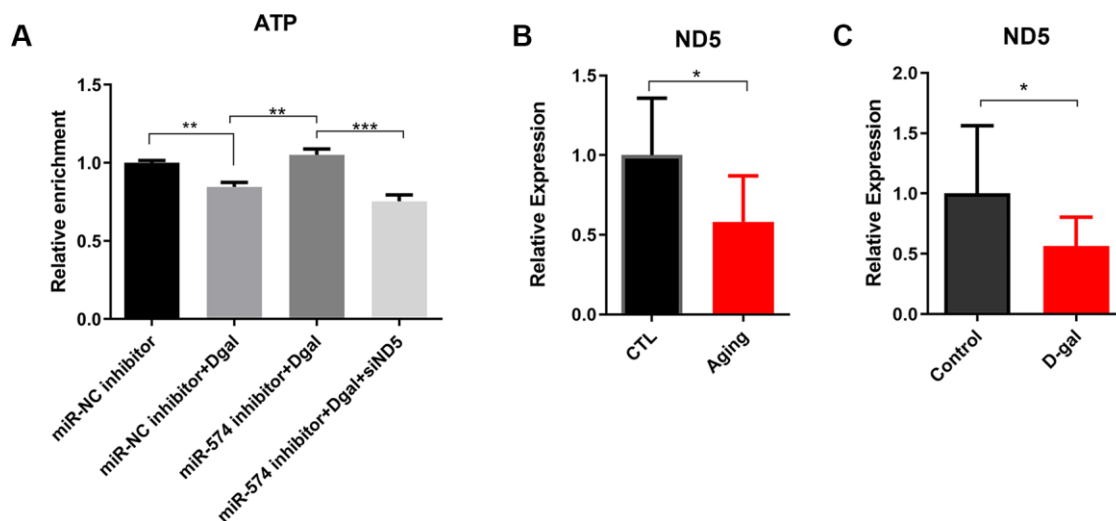 A
ATP
Relative enrichment
1.5
1.0
0.5
0.0
**
**
***
miR-NC inhibitor
miR-NC inhibitor+Dgal
miR-574 inhibitor+Dgal
miR-574 inhibitor+Dgal+siND5
B
ND5
Relative Expression
1.5
1.0
0.5
0.0
*
CTL
Aging
C
ND5
Relative Expression
2.0
1.5
1.0
0.5
0.0
*
Control
D-gal